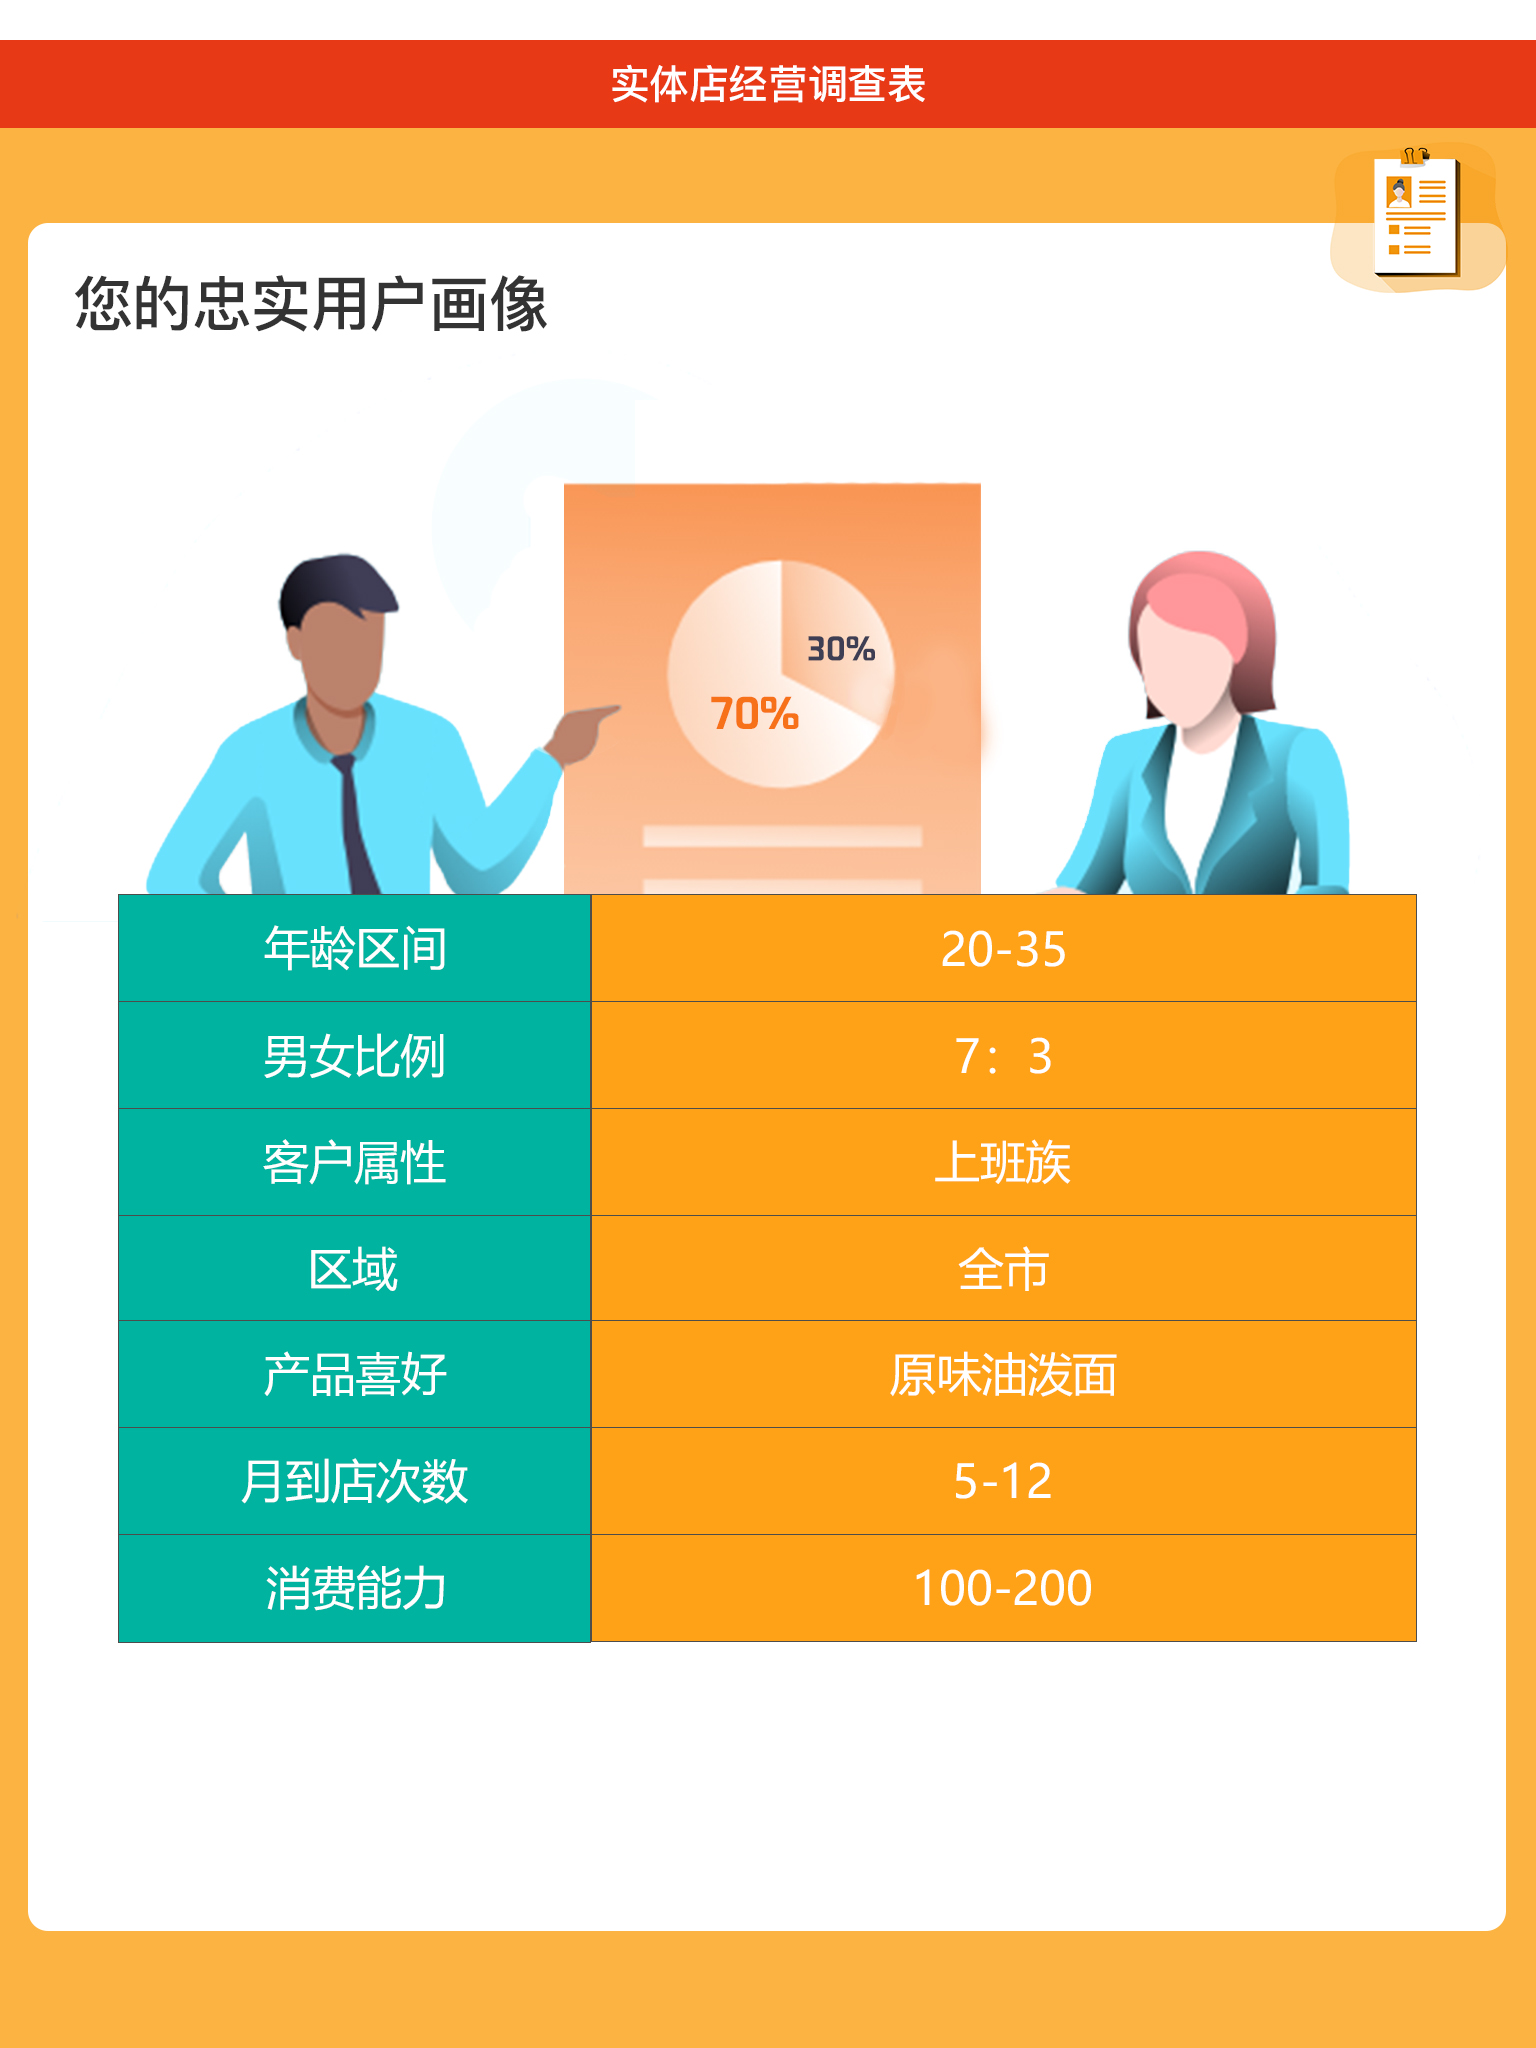 实体店经营调查表
您的忠实用户画像
30%
70%
年龄区间 20-35
男女比例 7：3
客户属性 上班族
区域 全市
产品喜好 原味油泼面
月到店次数 5-12
消费能力 100-200